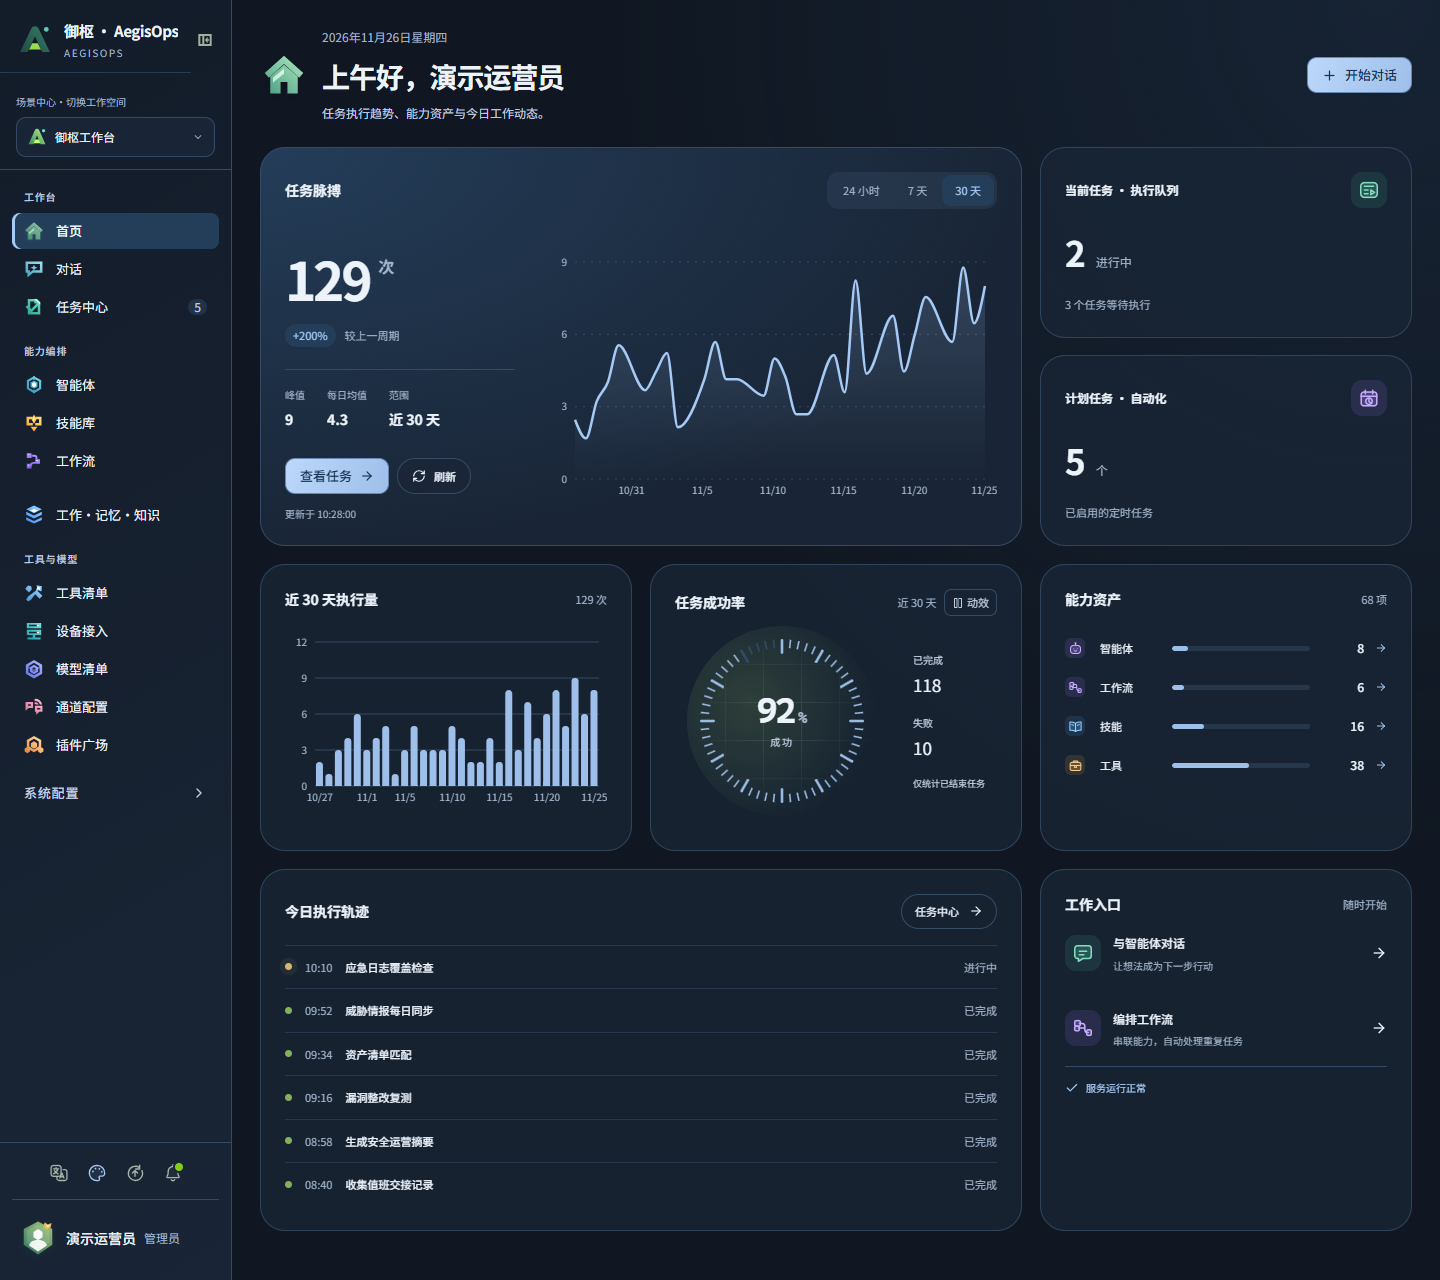 御枢·AegisOps
AEGISOPS
场景中心·切换工作空间
御枢工作台
工作台
首页
对话
任务中心
5
能力编排
智能体
技能库
工作流
工作·记忆·知识
工具与模型
工具清单
设备接入
模型清单
通道配置
插件广场
系统配置
演示运营员 管理员
2026年11月26日星期四
上午好，演示运营员
任务执行趋势、能力资产与今日工作动态。
开始对话
任务脉搏
24 小时 7 天 30 天
129 次
+200% 较上一周期
峰值 每日均值 范围
9 4.3 近 30 天
查看任务 刷新
更新于 10:28:00
9
6
3
0
10/31 11/5 11/10 11/15 11/20 11/25
当前任务·执行队列
2 进行中
3 个任务等待执行
计划任务·自动化
5 个
已启用的定时任务
近 30 天执行量 129 次
12
9
6
3
0
10/27 11/1 11/5 11/10 11/15 11/20 11/25
任务成功率 近 30 天 动效
92%
成功
已完成
118
失败
10
仅统计已结束任务
能力资产 68 项
智能体 8
工作流 6
技能 16
工具 38
今日执行轨迹 任务中心
10:10 应急日志覆盖检查 进行中
09:52 威胁情报每日同步 已完成
09:34 资产清单匹配 已完成
09:16 漏洞整改复测 已完成
08:58 生成安全运营摘要 已完成
08:40 收集值班交接记录 已完成
工作入口 随时开始
与智能体对话
让想法成为下一步行动
编排工作流
串联能力，自动处理重复任务
服务运行正常